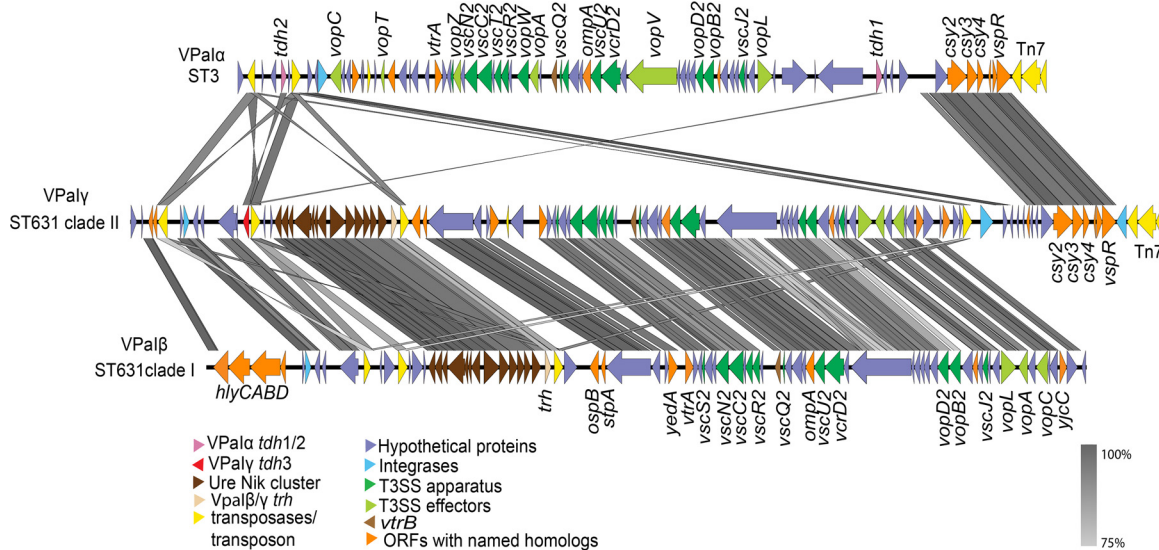 VPaIα
ST3
tdh2
vopC
vopT
vtrA
vopZ
vscN2
vscC2
vscT2
vscR2
vopW
vopA
vscQ2
ompA
vscU2
vcrD2
vopV
vopD2
vopB2
vscJ2
vopL
tdh1
csy2
csy3
csy4
vspR
Tn7
VPaIγ
ST631 clade II
csy2
csy3
csy4
vspR
Tn7
VPaIβ
ST631clade I
hlyCABD
trh
ospB
stpA
yedA
vtrA
vscS2
vscN2
vscC2
vscR2
vscQ2
ompA
vscU2
vcrD2
vopD2
vopB2
vscJ2
vopL
vopA
vopC
yjcC
VPaIα tdh1/2
VPaIγ tdh3
Ure Nik cluster
VpaIβ/γ trh
transposases/
transposon
Hypothetical proteins
Integrases
T3SS apparatus
T3SS effectors
vtrB
ORFs with named homologs
100%
75%